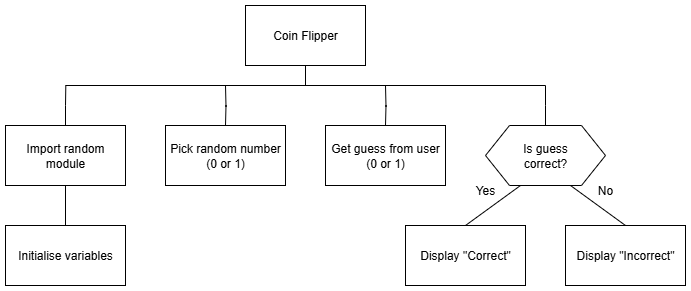 Coin Flipper
Import random
module
Pick random number
(0 or 1)
Get guess from user
(0 or 1)
Is guess
correct?
Yes
No
Initialise variables
Display "Correct"
Display "Incorrect"